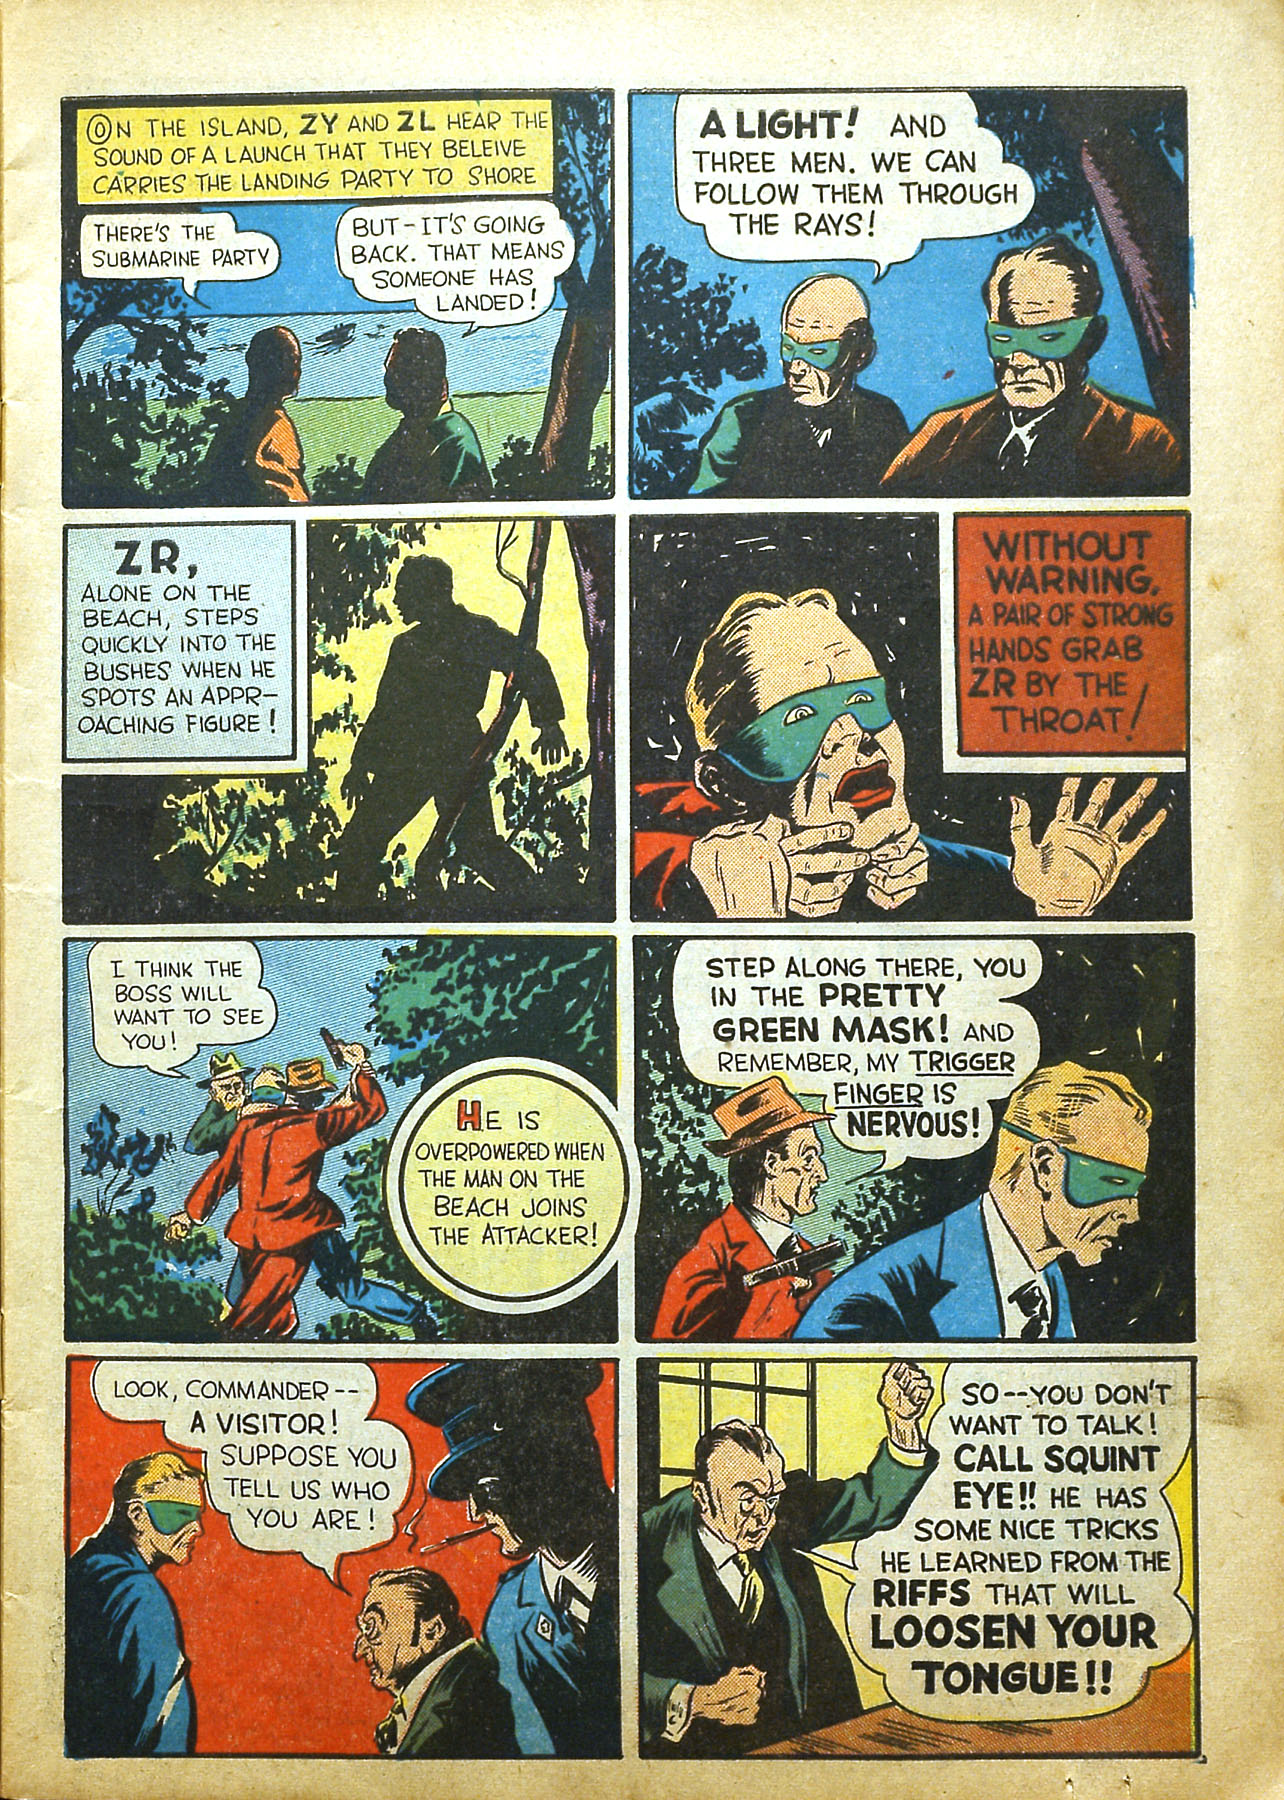 ON THE ISLAND, ZY AND ZL HEAR THE
SOUND OF A LAUNCH THAT THEY BELEIVE
CARRIES THE LANDING PARTY TO SHORE
THERE'S THE
SUBMARINE PARTY
BUT-IT'S GOING
BACK. THAT MEANS
SOMEONE HAS
LANDED!
A LIGHT! AND
THREE MEN. WE CAN
FOLLOW THEM THROUGH
THE RAYS!
ZR,
ALONE ON THE
BEACH, STEPS
QUICKLY INTO THE
BUSHES WHEN HE
SPOTS AN APPR-
OACHING FIGURE!
WITHOUT
WARNING,
A PAIR OF STRONG
HANDS GRAB
ZR BY THE
THROAT!
I THINK THE
BOSS WILL
WANT TO SEE
YOU!
HE IS
OVERPOWERED WHEN
THE MAN ON THE
BEACH JOINS
THE ATTACKER!
STEP ALONG THERE, YOU
IN THE PRETTY
GREEN MASK! AND
REMEMBER, MY TRIGGER
FINGER IS
NERVOUS!
LOOK, COMMANDER--
A VISITOR!
SUPPOSE YOU
TELL US WHO
YOU ARE!
SO--YOU DON'T
WANT TO TALK!
CALL SQUINT
EYE!! HE HAS
SOME NICE TRICKS
HE LEARNED FROM THE
RIFFS THAT WILL
LOOSEN YOUR
TONGUE!!